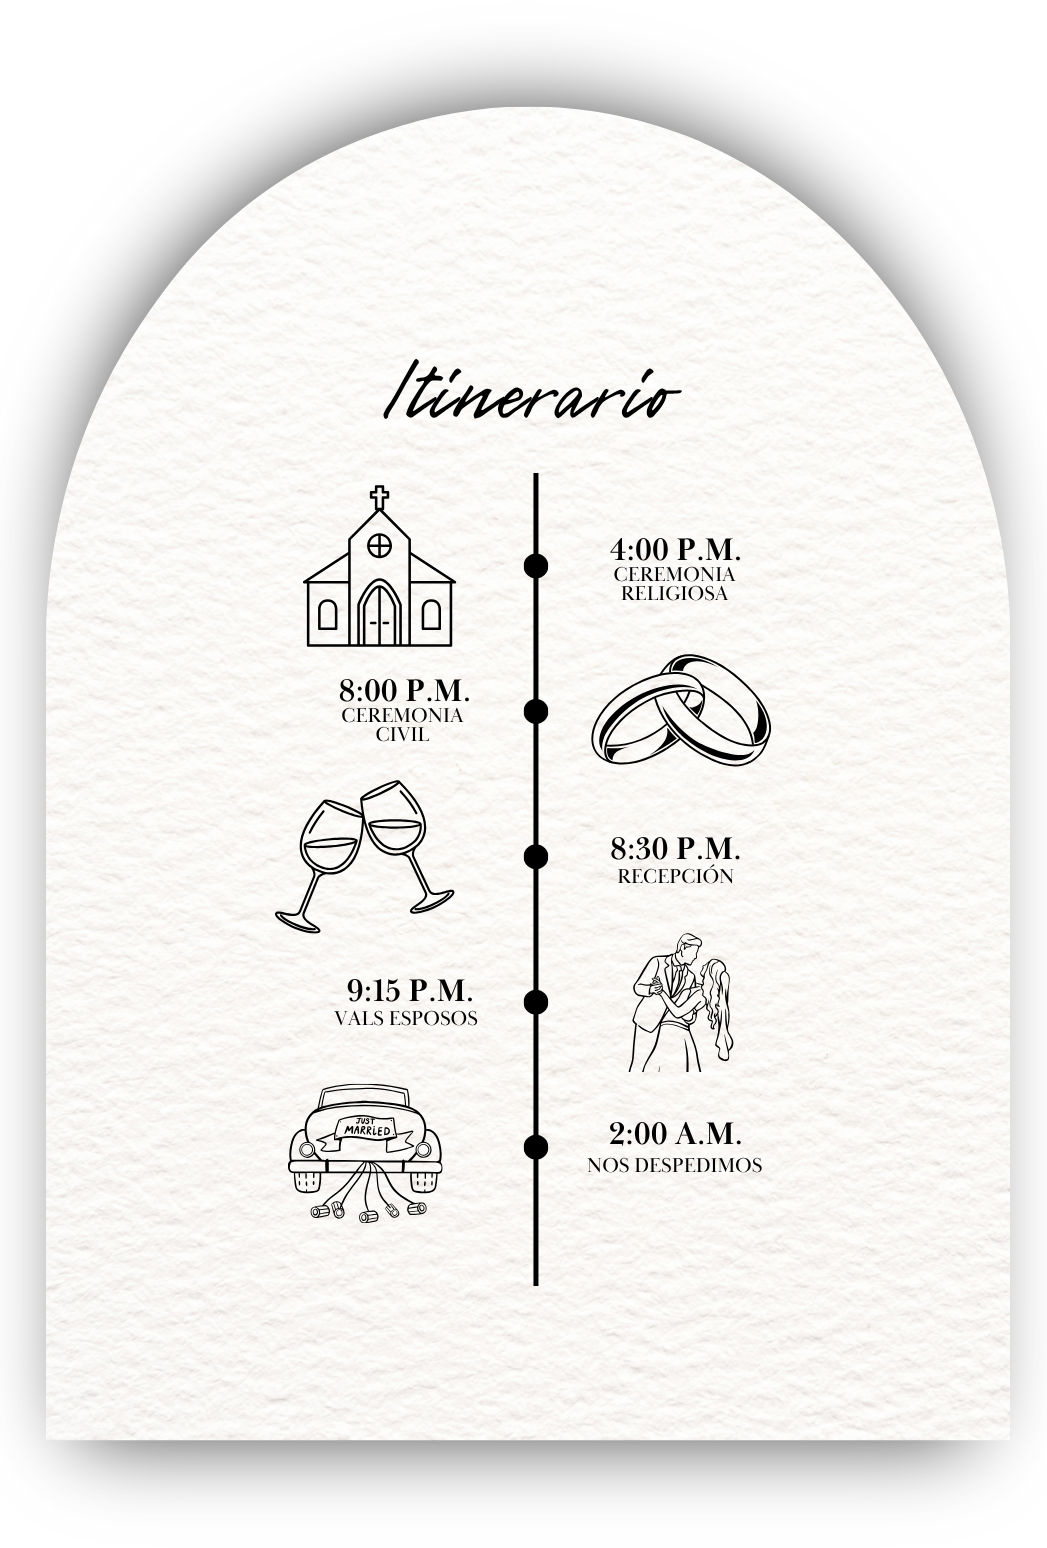 Itinerario
4:00 P.M.
CEREMONIA
RELIGIOSA
8:00 P.M.
CEREMONIA
CIVIL
8:30 P.M.
RECEPCIÓN
9:15 P.M.
VALS ESPOSOS
JUST
MARRIED
2:00 A.M.
NOS DESPEDIMOS